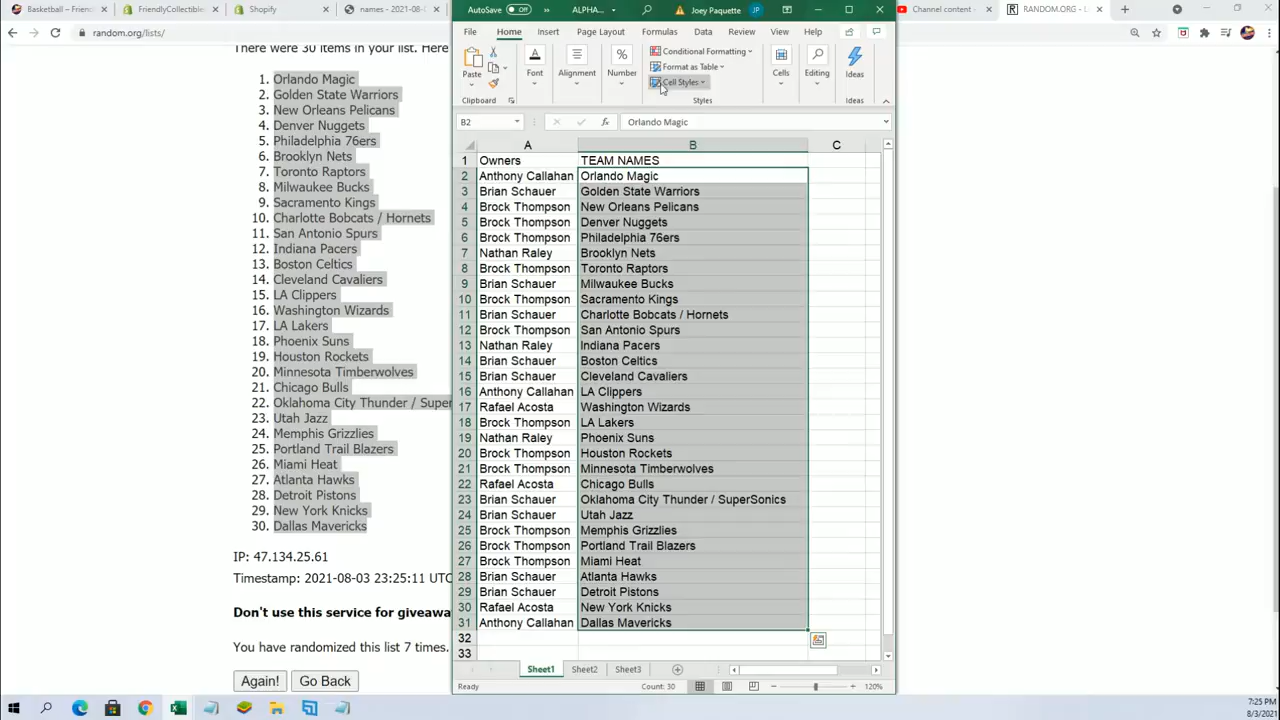 Basketball – Frien
FriendlyCollectible
Shopify
names - 2021-08-
AutoSave
Off
ALPHA...
Joey Paquette
JP
Channel content -
RANDOM.ORG - L
random.org/lists/
File
Home
Insert
Page Layout
Formulas
Data
Review
View
Help
Paste
Font
Alignment
Number
Conditional Formatting
Format as Table
Cell Styles
Cells
Editing
Ideas
Clipboard
Styles
Ideas
B2
fx
Orlando Magic
There were 30 items in your list. Here
1. Orlando Magic
2. Golden State Warriors
3. New Orleans Pelicans
4. Denver Nuggets
5. Philadelphia 76ers
6. Brooklyn Nets
7. Toronto Raptors
8. Milwaukee Bucks
9. Sacramento Kings
10. Charlotte Bobcats / Hornets
11. San Antonio Spurs
12. Indiana Pacers
13. Boston Celtics
14. Cleveland Cavaliers
15. LA Clippers
16. Washington Wizards
17. LA Lakers
18. Phoenix Suns
19. Houston Rockets
20. Minnesota Timberwolves
21. Chicago Bulls
22. Oklahoma City Thunder / Super
23. Utah Jazz
24. Memphis Grizzlies
25. Portland Trail Blazers
26. Miami Heat
27. Atlanta Hawks
28. Detroit Pistons
29. New York Knicks
30. Dallas Mavericks
IP: 47.134.25.61
Timestamp: 2021-08-03 23:25:11 UTC
Don't use this service for giveawa
You have randomized this list 7 times.
Again!
Go Back
A B C
1 Owners TEAM NAMES
2 Anthony Callahan Orlando Magic
3 Brian Schauer Golden State Warriors
4 Brock Thompson New Orleans Pelicans
5 Brock Thompson Denver Nuggets
6 Brock Thompson Philadelphia 76ers
7 Nathan Raley Brooklyn Nets
8 Brock Thompson Toronto Raptors
9 Brian Schauer Milwaukee Bucks
10 Brock Thompson Sacramento Kings
11 Brian Schauer Charlotte Bobcats / Hornets
12 Brock Thompson San Antonio Spurs
13 Nathan Raley Indiana Pacers
14 Brian Schauer Boston Celtics
15 Brian Schauer Cleveland Cavaliers
16 Anthony Callahan LA Clippers
17 Rafael Acosta Washington Wizards
18 Brock Thompson LA Lakers
19 Nathan Raley Phoenix Suns
20 Brock Thompson Houston Rockets
21 Brock Thompson Minnesota Timberwolves
22 Rafael Acosta Chicago Bulls
23 Brian Schauer Oklahoma City Thunder / SuperSonics
24 Brian Schauer Utah Jazz
25 Brock Thompson Memphis Grizzlies
26 Brock Thompson Portland Trail Blazers
27 Brock Thompson Miami Heat
28 Brian Schauer Atlanta Hawks
29 Brian Schauer Detroit Pistons
30 Rafael Acosta New York Knicks
31 Anthony Callahan Dallas Mavericks
32
33
Sheet1
Sheet2
Sheet3
Ready
Count: 30
120%
7:25 PM
8/3/2021